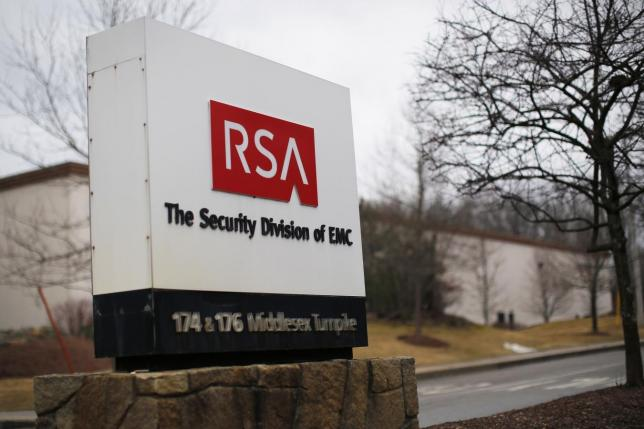 RSA
The Security Division of EMC
174 & 176 Middlesex Turnpike